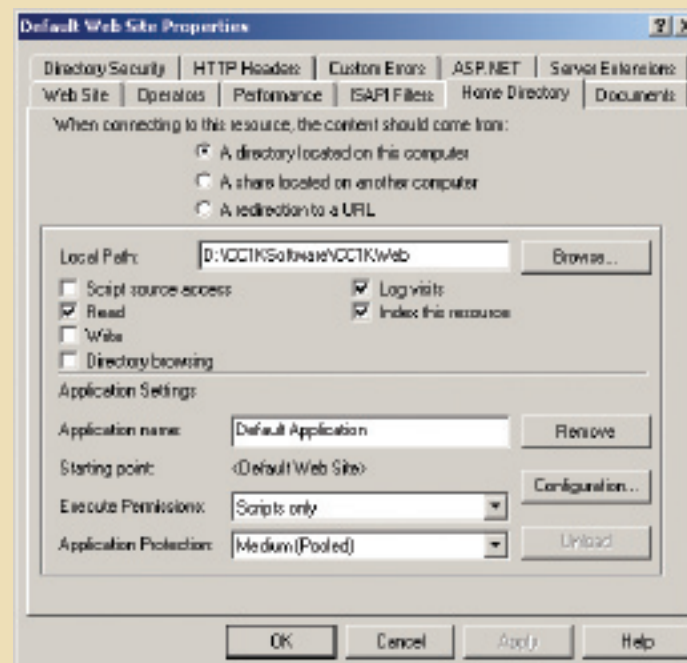 Default Web Site Properties
Directory Security HTTP Headers Custom Errors ASP.NET Server Extensions
Web Site Operators Performance ISAPI Filters Home Directory Documents
When connecting to this resource, the content should come from:
A directory located on this computer
A share located on another computer
A redirection to a URL
Local Path: Browse...
Script source access Log visits
Read Index this resource
Write
Directory browsing
Application Settings
Application name: Default Application Remove
Starting point: <Default Web Site> Configuration...
Execute Permissions: Scripts only
Application Protection: Medium (Pooled) Unload
OK Cancel Apply Help